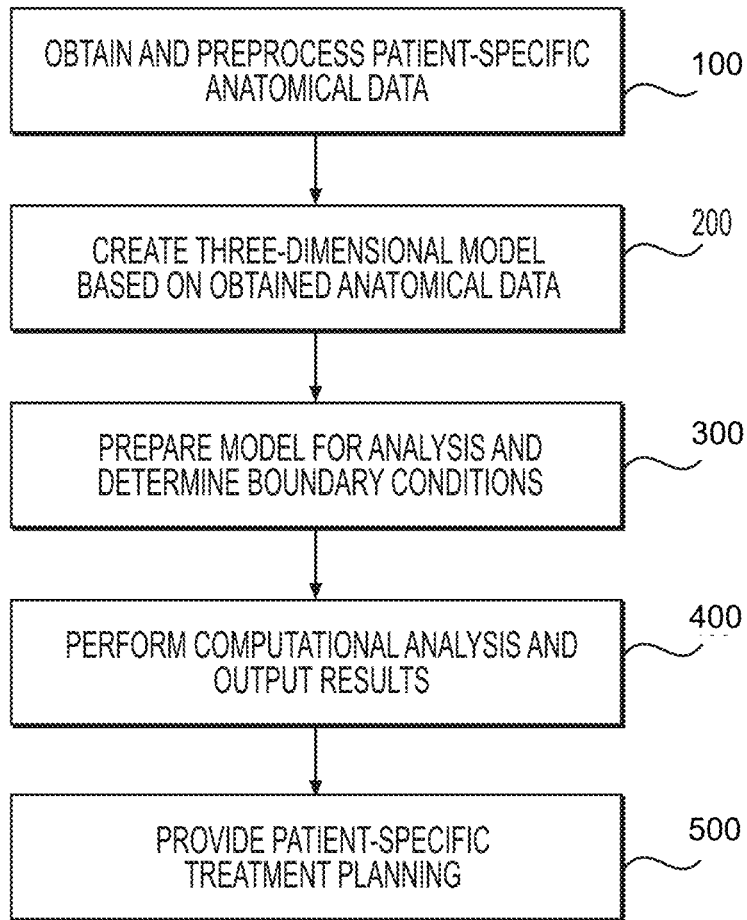 OBTAIN AND PREPROCESS PATIENT-SPECIFIC
ANATOMICAL DATA
100
CREATE THREE-DIMENSIONAL MODEL
BASED ON OBTAINED ANATOMICAL DATA
200
PREPARE MODEL FOR ANALYSIS AND
DETERMINE BOUNDARY CONDITIONS
300
PERFORM COMPUTATIONAL ANALYSIS AND
OUTPUT RESULTS
400
PROVIDE PATIENT-SPECIFIC
TREATMENT PLANNING
500